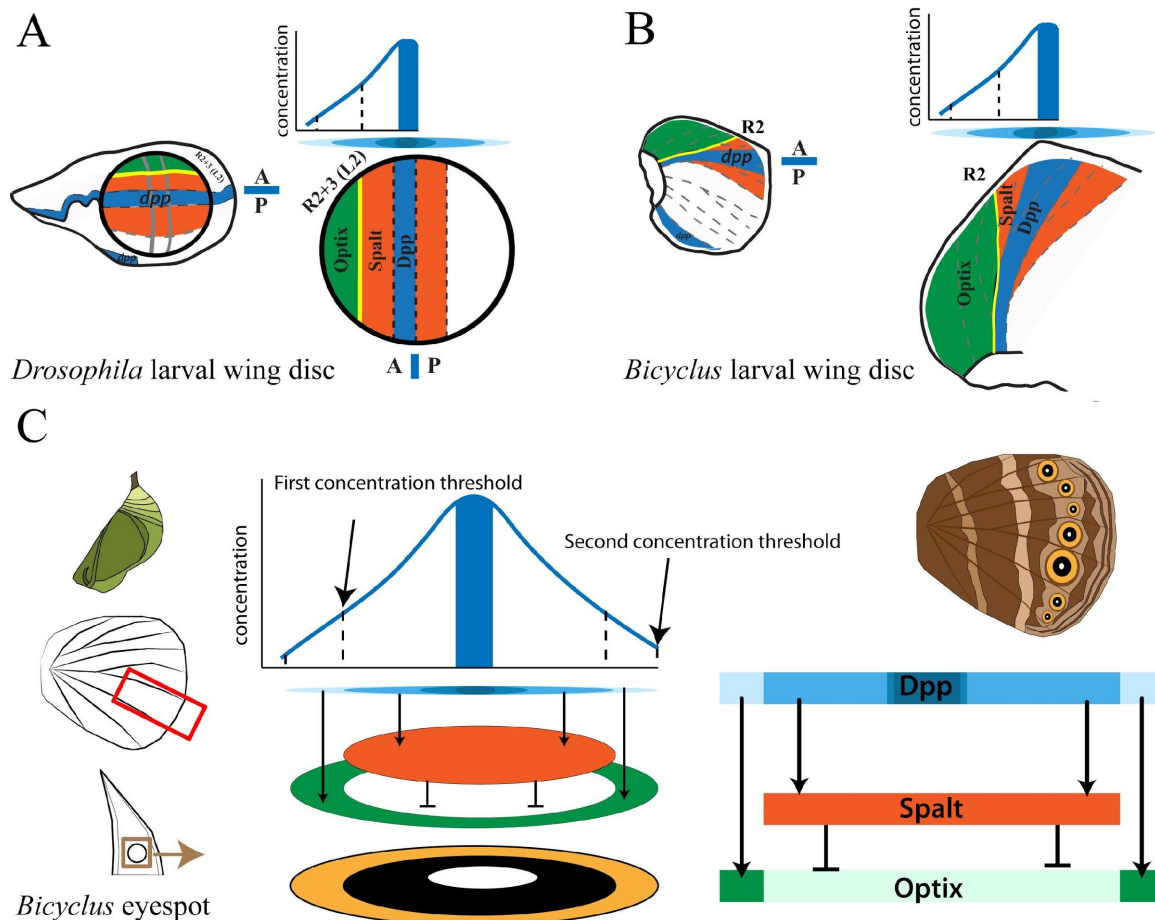 A
concentration
R2+3 (L2)
dpp
dpp
A
P
R2+3 (L2)
Optix
Spalt
Dpp
A P
Drosophila larval wing disc
B
concentration
R2
dpp
dpp
A
P
R2
Spalt
Dpp
Optix
Bicyclus larval wing disc
C
concentration
First concentration threshold
Second concentration threshold
Bicyclus eyespot
Dpp
Spalt
Optix